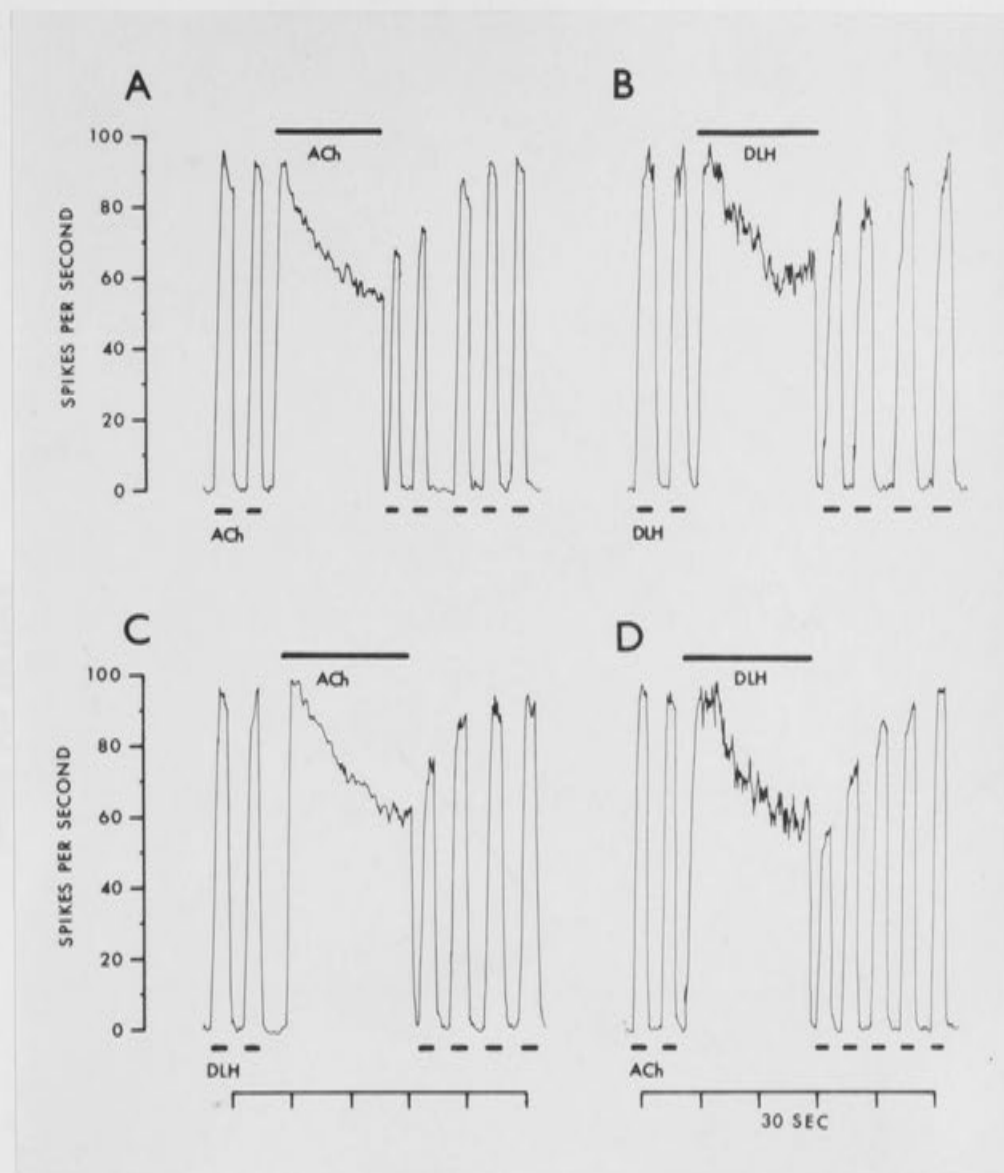 A
B
100
80
60
40
20
0
SPIKES PER SECOND
ACh
DLH
ACh
DLH
C
D
100
80
60
40
20
0
SPIKES PER SECOND
ACh
DLH
DLH
ACh
30 SEC